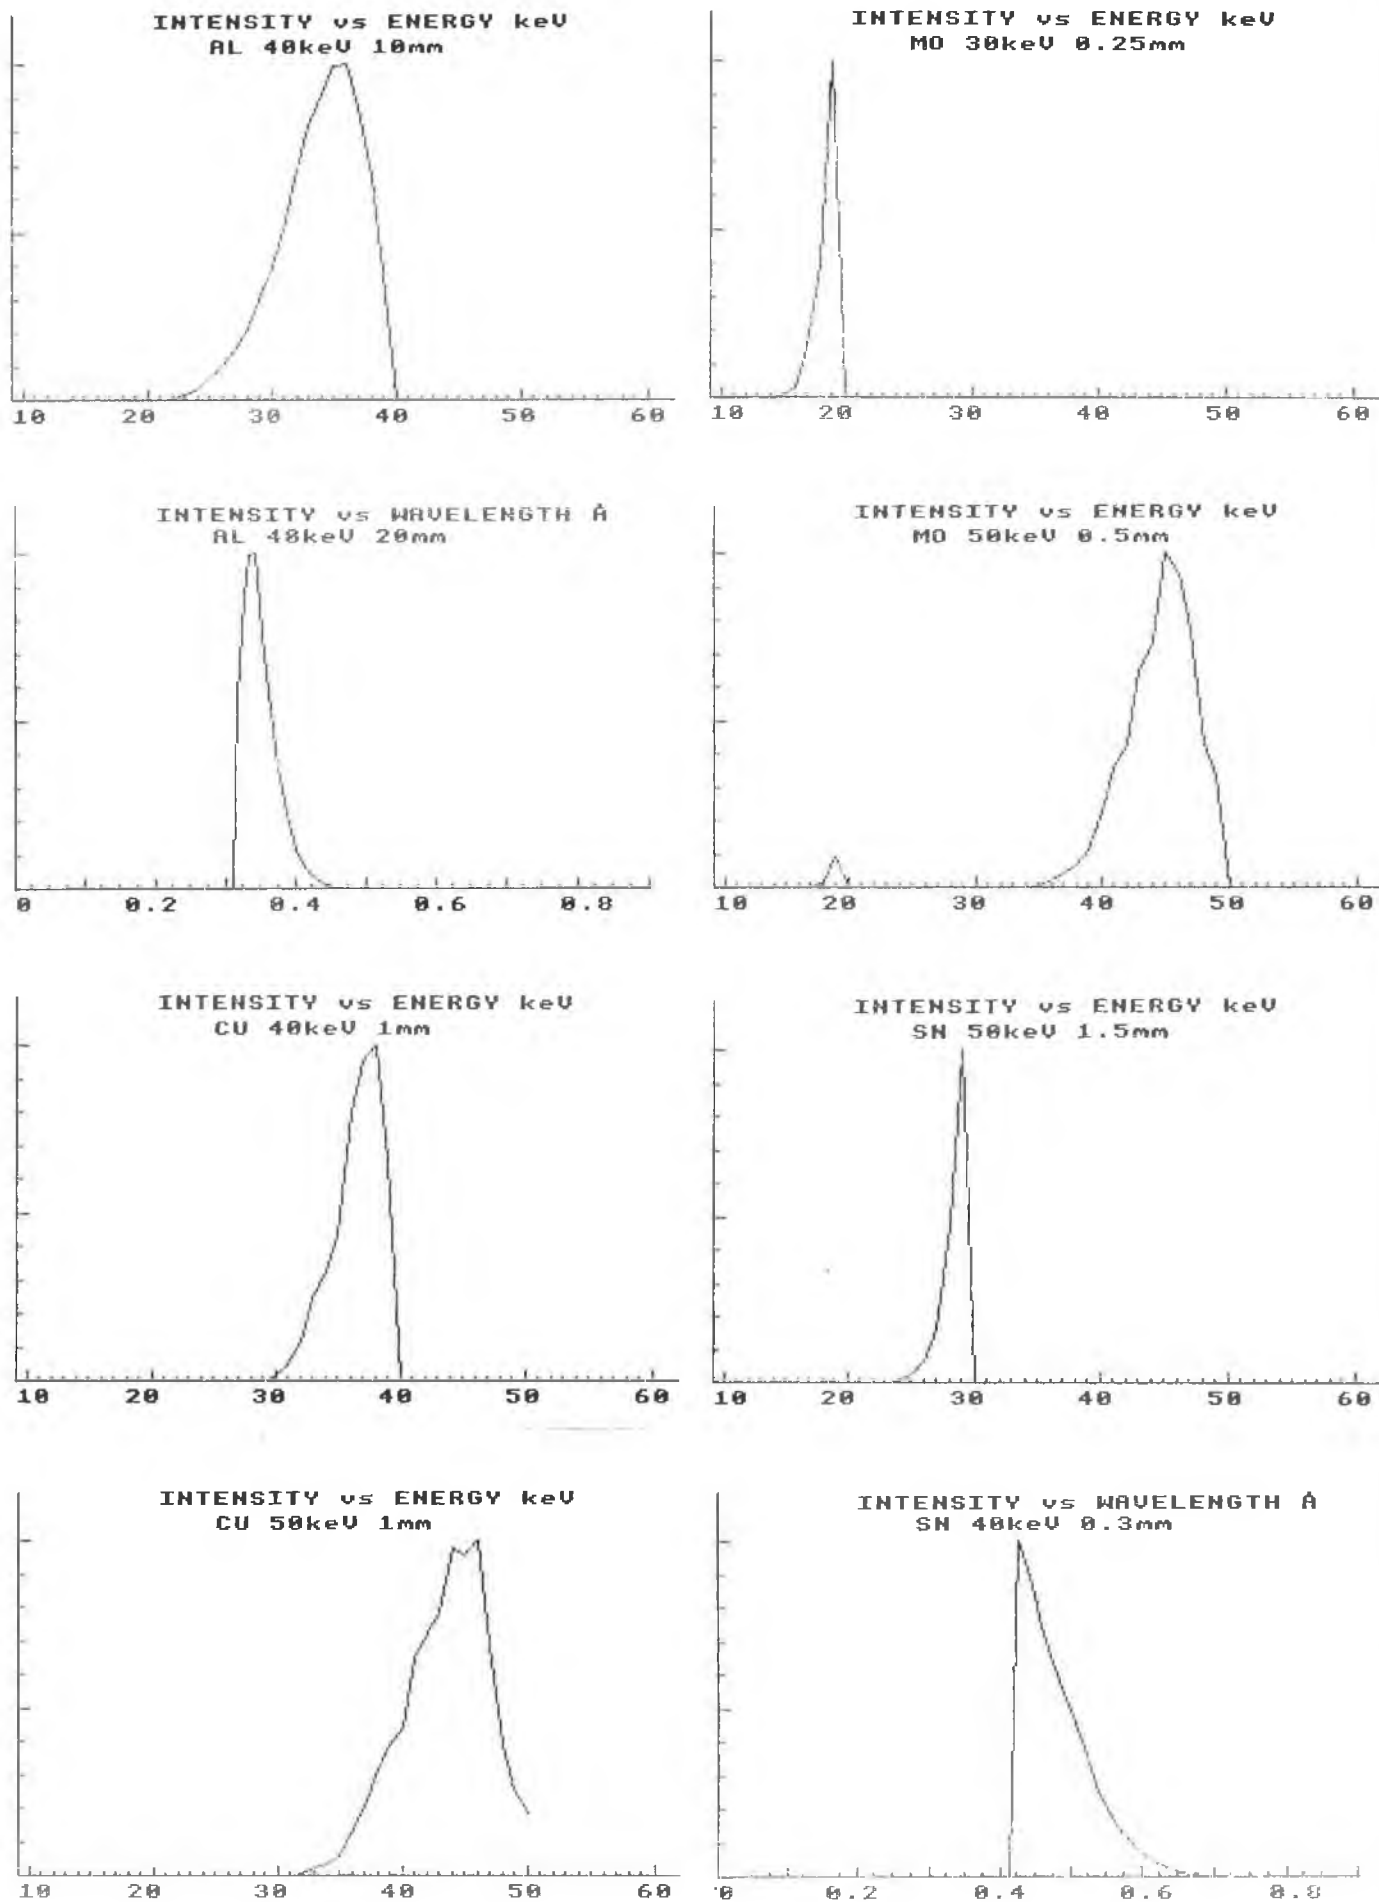 INTENSITY vs ENERGY keV
AL 40keV 10mm
10 20 30 40 50 60
INTENSITY vs ENERGY keV
MO 30keV 0.25mm
10 20 30 40 50 60
INTENSITY vs WAVELENGTH Å
AL 40keV 20mm
0 0.2 0.4 0.6 0.8
INTENSITY vs ENERGY keV
MO 50keV 0.5mm
10 20 30 40 50 60
INTENSITY vs ENERGY keV
CU 40keV 1mm
10 20 30 40 50 60
INTENSITY vs ENERGY keV
SN 50keV 1.5mm
10 20 30 40 50 60
INTENSITY vs ENERGY keV
CU 50keV 1mm
10 20 30 40 50 60
INTENSITY vs WAVELENGTH Å
SN 40keV 0.3mm
0 0.2 0.4 0.6 0.8